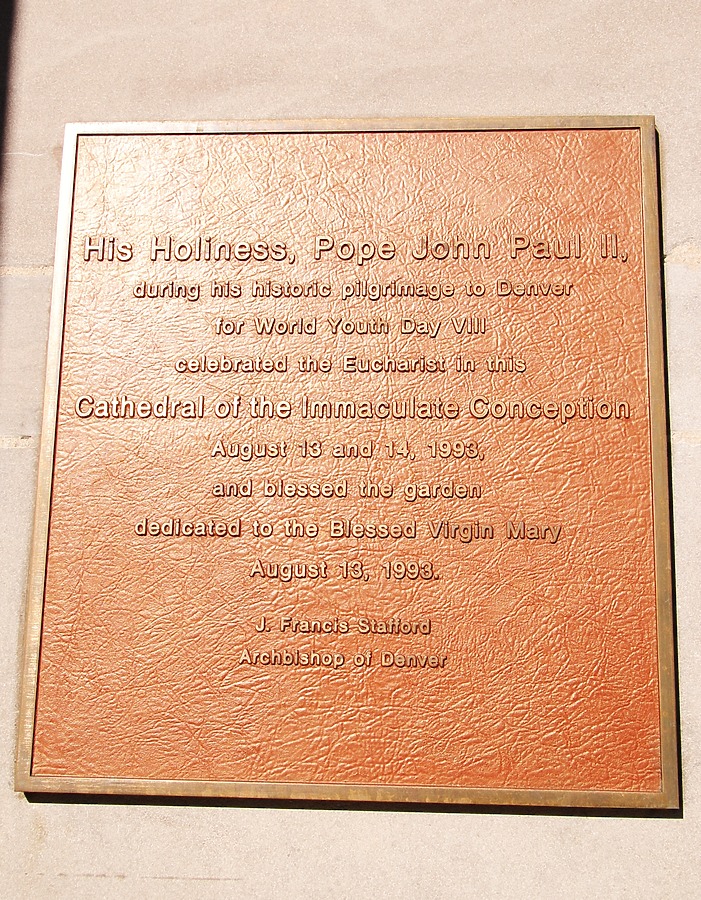 His Holiness, Pope John Paul II,
during his historic pilgrimage to Denver
for World Youth Day VIII
celebrated the Eucharist in this
Cathedral of the Immaculate Conception
August 13 and 14, 1993,
and blessed the garden
dedicated to the Blessed Virgin Mary
August 13, 1993.
J. Francis Stafford
Archbishop of Denver